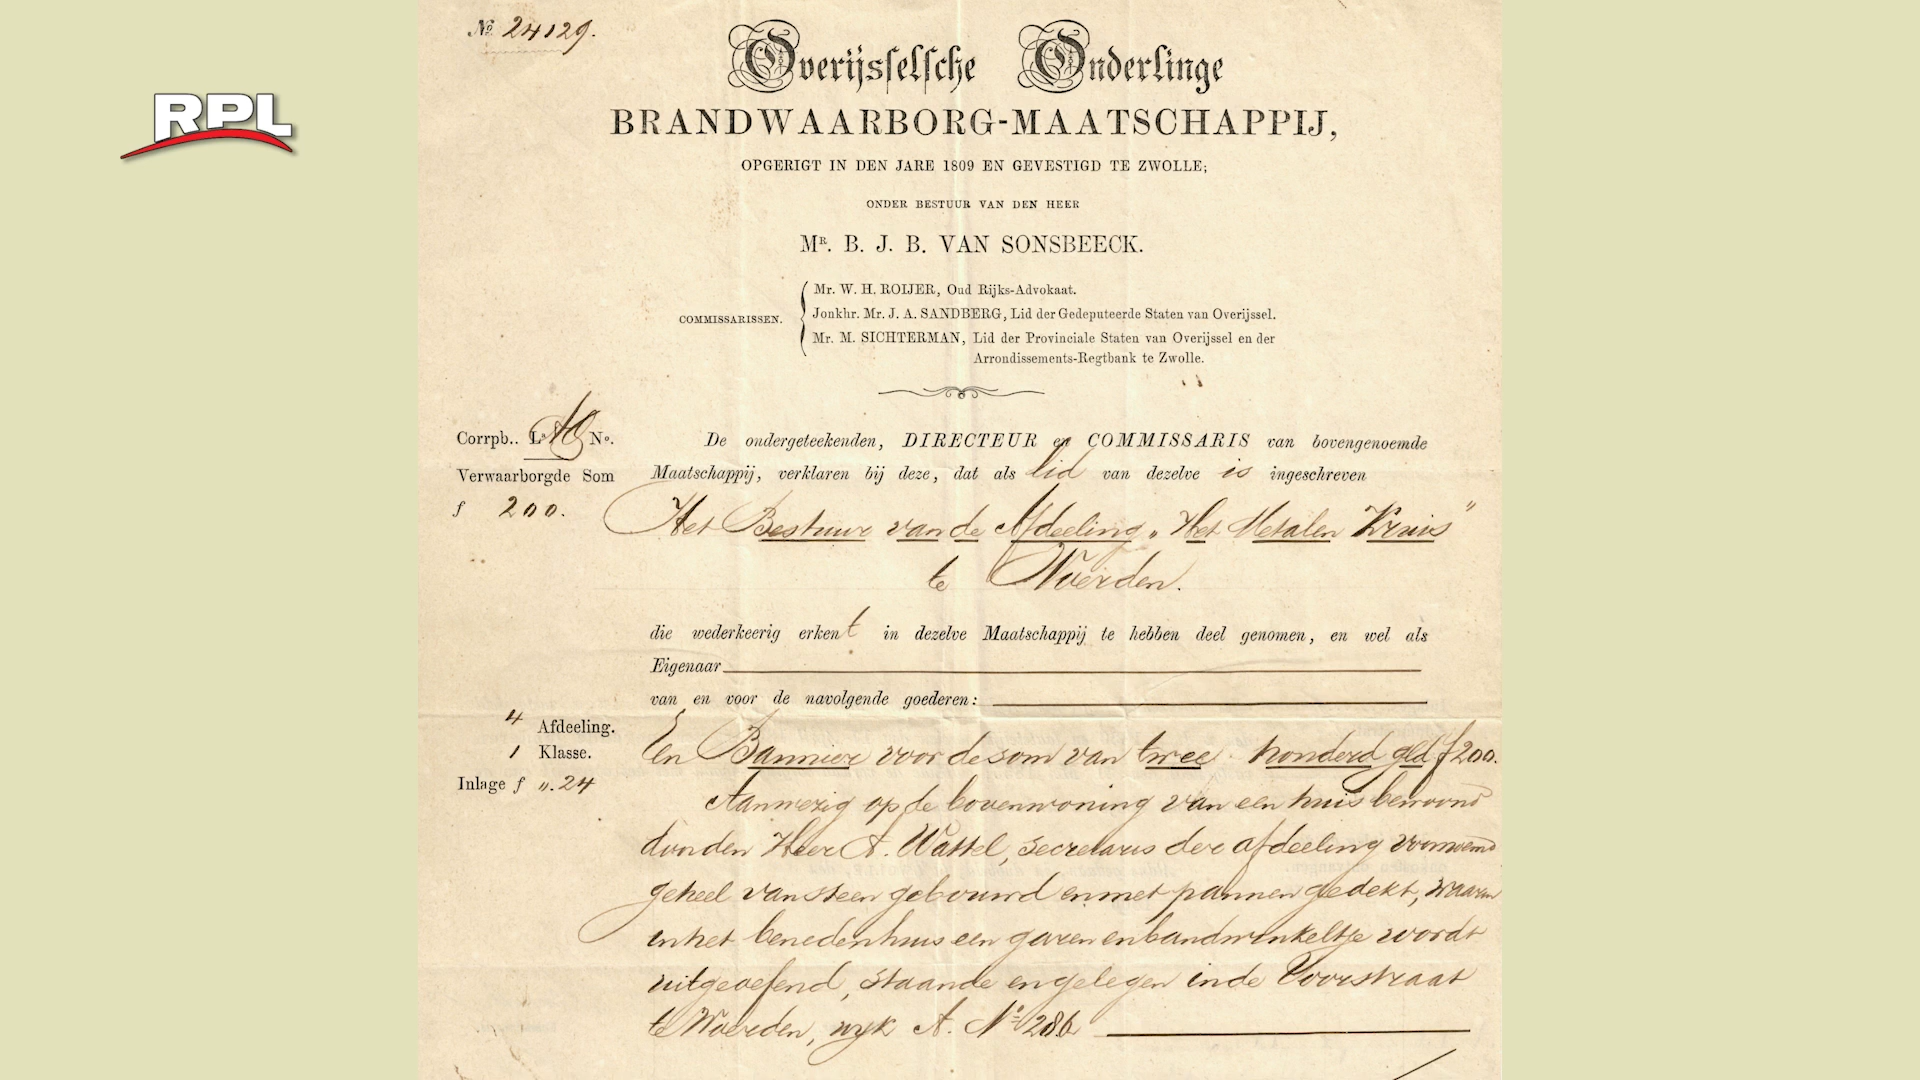 No 24129.
RPL
Overijsselsche Onderlinge
BRANDWAARBORG-MAATSCHAPPIJ,
OPGERIGT IN DEN JARE 1809 EN GEVESTIGD TE ZWOLLE;
ONDER BESTUUR VAN DEN HEER
Mr. B. J. B. VAN SONSBEECK.
COMMISSARISSEN.
Mr. W. H. ROIJER, Oud Rijks-Advokaat.
Jonkhr. Mr. J. A. SANDBERG, Lid der Gedeputeerde Staten van Overijssel.
Mr. M. SICHTERMAN, Lid der Provinciale Staten van Overijssel en der
Arrondissements-Regtbank te Zwolle.
Corrpb.. La No.
Verwaarborgde Som
f 200.
De ondergeteekenden, DIRECTEUR en COMMISSARIS van bovengenoemde
Maatschappij, verklaren bij deze, dat als lid van dezelve is ingeschreven
Het Bestuur van de Afdeeling „Het Metalen Kruis"
te Woerden.
die wederkeerig erkent in dezelve Maatschappij te hebben deel genomen, en wel als
Eigenaar
van en voor de navolgende goederen:
4 Afdeeling.
1 Klasse.
Inlage f „.24
Een Bannier voor de som van twee honderd gld f200.
Aanwezig op de bovenwoning van een huis bewoond
door den Heer A. Wattel, secretaris der afdeeling voornoemd
geheel van steen gebouwd en met pannen gedekt, waarin
in het benedenhuis een garen en bandwinkeltje wordt
uitgeoefend, staande en gelegen in de Voorstraat
te Woerden, wyk A. No 286